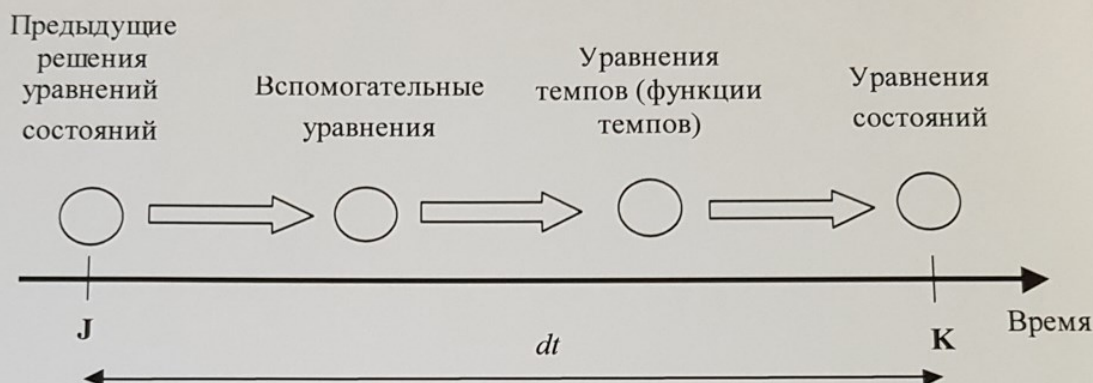 Предыдущие
решения
уравнений
состояний
Вспомогательные
уравнения
Уравнения
темпов (функции
темпов)
Уравнения
состояний
J
dt
K
Время